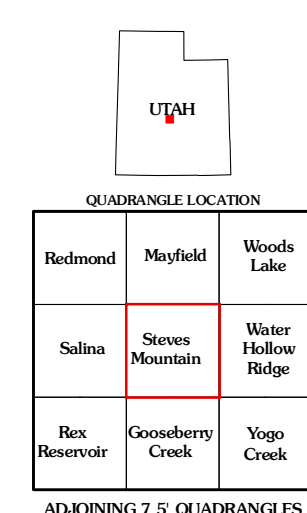 UTAH
QUADRANGLE LOCATION
Redmond
Mayfield
Woods
Lake
Salina
Steves
Mountain
Water
Hollow
Ridge
Rex
Reservoir
Gooseberry
Creek
Yogo
Creek
ADJOINING 7.5' QUADRANGLES